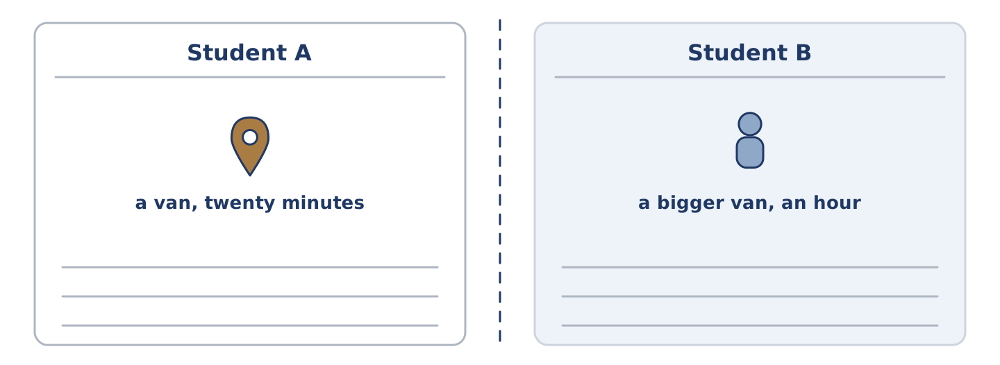 Student A
a van, twenty minutes
Student B
a bigger van, an hour